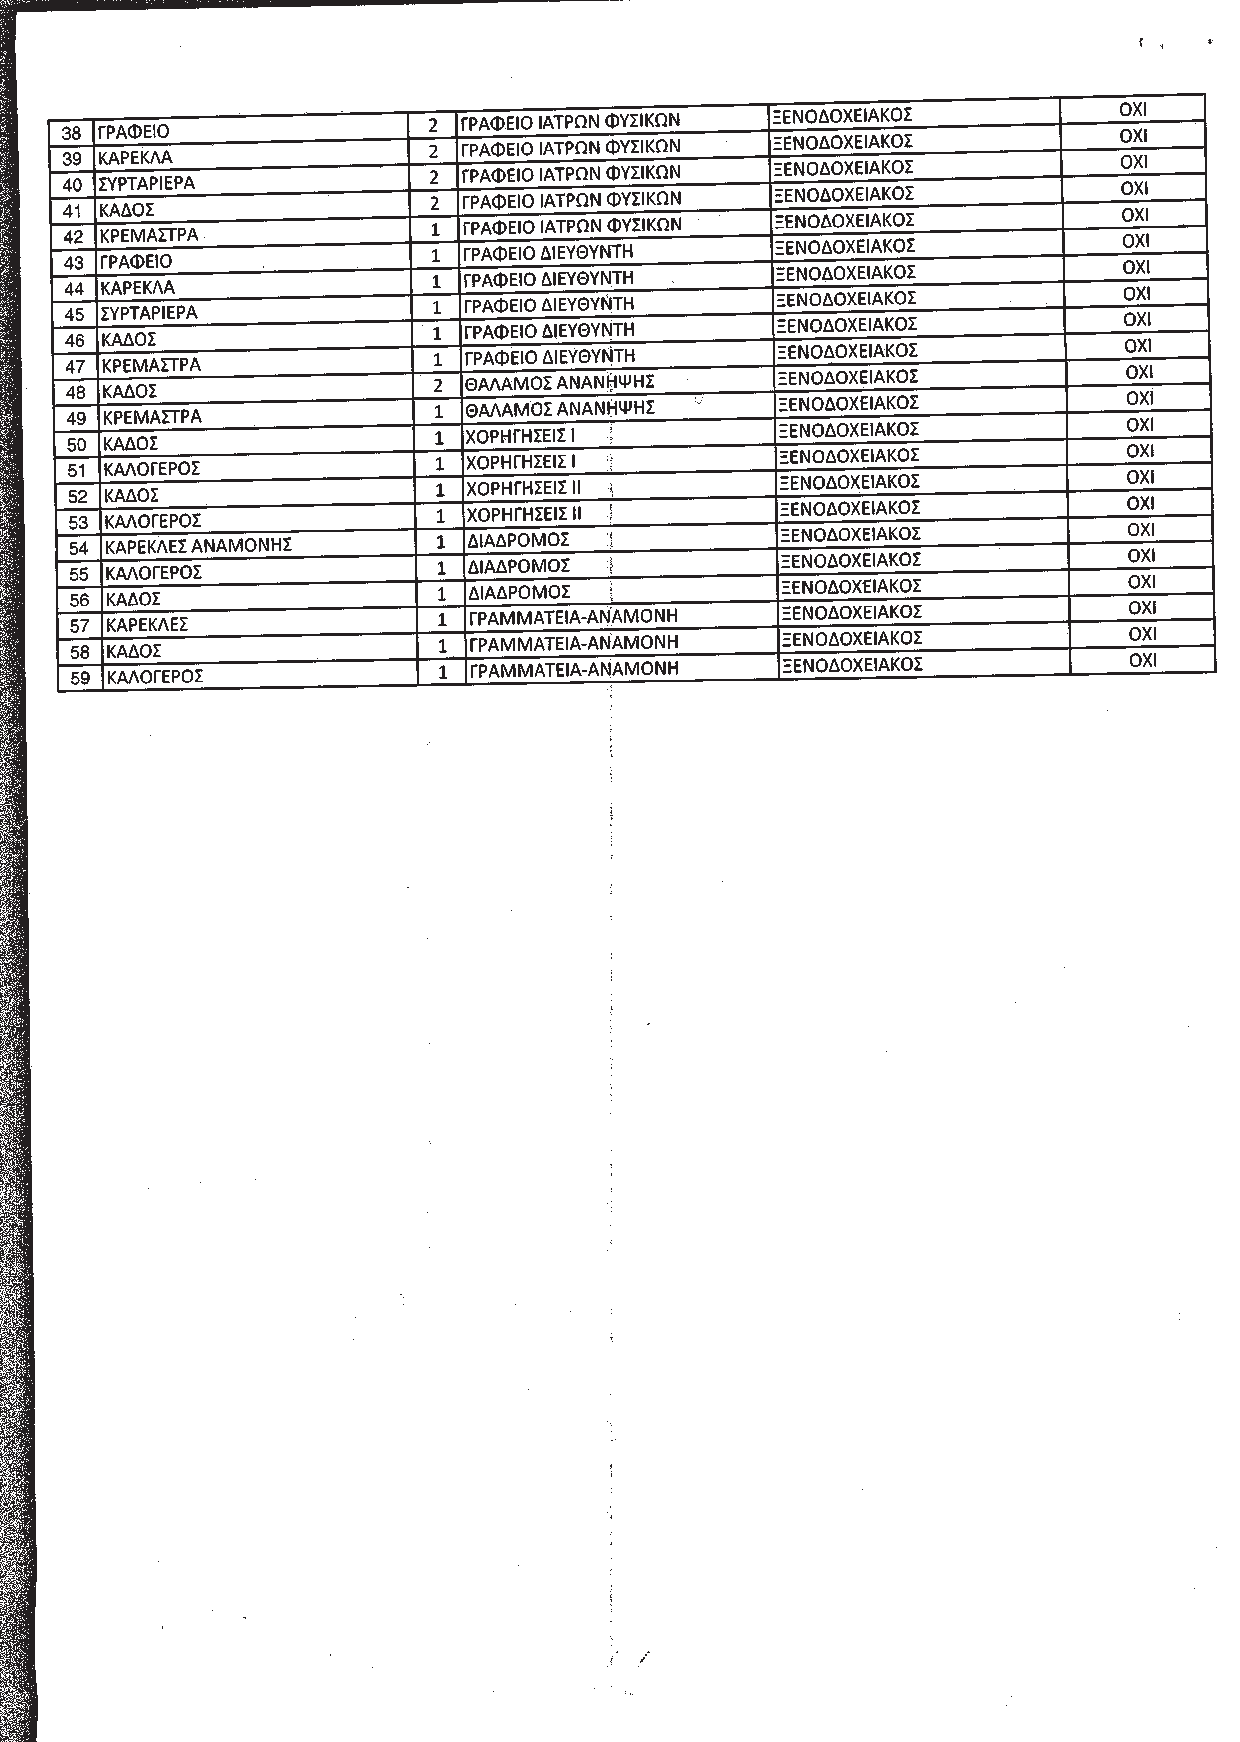 38 ΓΡΑΦΕΙΟ 2 ΓΡΑΦΕΙΟ ΙΑΤΡΩΝ ΦΥΣΙΚΩΝ ΞΕΝΟΔΟΧΕΙΑΚΟΣ ΟΧΙ
39 ΚΑΡΕΚΛΑ 2 ΓΡΑΦΕΙΟ ΙΑΤΡΩΝ ΦΥΣΙΚΩΝ ΞΕΝΟΔΟΧΕΙΑΚΟΣ ΟΧΙ
40 ΣΥΡΤΑΡΙΕΡΑ 2 ΓΡΑΦΕΙΟ ΙΑΤΡΩΝ ΦΥΣΙΚΩΝ ΞΕΝΟΔΟΧΕΙΑΚΟΣ ΟΧΙ
41 ΚΑΔΟΣ 2 ΓΡΑΦΕΙΟ ΙΑΤΡΩΝ ΦΥΣΙΚΩΝ ΞΕΝΟΔΟΧΕΙΑΚΟΣ ΟΧΙ
42 ΚΡΕΜΑΣΤΡΑ 1 ΓΡΑΦΕΙΟ ΙΑΤΡΩΝ ΦΥΣΙΚΩΝ ΞΕΝΟΔΟΧΕΙΑΚΟΣ ΟΧΙ
43 ΓΡΑΦΕΙΟ 1 ΓΡΑΦΕΙΟ ΔΙΕΥΘΥΝΤΗ ΞΕΝΟΔΟΧΕΙΑΚΟΣ ΟΧΙ
44 ΚΑΡΕΚΛΑ 1 ΓΡΑΦΕΙΟ ΔΙΕΥΘΥΝΤΗ ΞΕΝΟΔΟΧΕΙΑΚΟΣ ΟΧΙ
45 ΣΥΡΤΑΡΙΕΡΑ 1 ΓΡΑΦΕΙΟ ΔΙΕΥΘΥΝΤΗ ΞΕΝΟΔΟΧΕΙΑΚΟΣ ΟΧΙ
46 ΚΑΔΟΣ 1 ΓΡΑΦΕΙΟ ΔΙΕΥΘΥΝΤΗ ΞΕΝΟΔΟΧΕΙΑΚΟΣ ΟΧΙ
47 ΚΡΕΜΑΣΤΡΑ 1 ΓΡΑΦΕΙΟ ΔΙΕΥΘΥΝΤΗ ΞΕΝΟΔΟΧΕΙΑΚΟΣ ΟΧΙ
48 ΚΑΔΟΣ 2 ΘΑΛΑΜΟΣ ΑΝΑΝΗΨΗΣ ΞΕΝΟΔΟΧΕΙΑΚΟΣ ΟΧΙ
49 ΚΡΕΜΑΣΤΡΑ 1 ΘΑΛΑΜΟΣ ΑΝΑΝΗΨΗΣ ΞΕΝΟΔΟΧΕΙΑΚΟΣ ΟΧΙ
50 ΚΑΔΟΣ 1 ΧΟΡΗΓΗΣΕΙΣ Ι ΞΕΝΟΔΟΧΕΙΑΚΟΣ ΟΧΙ
51 ΚΑΛΟΓΕΡΟΣ 1 ΧΟΡΗΓΗΣΕΙΣ Ι ΞΕΝΟΔΟΧΕΙΑΚΟΣ ΟΧΙ
52 ΚΑΔΟΣ 1 ΧΟΡΗΓΗΣΕΙΣ ΙΙ ΞΕΝΟΔΟΧΕΙΑΚΟΣ ΟΧΙ
53 ΚΑΛΟΓΕΡΟΣ 1 ΧΟΡΗΓΗΣΕΙΣ ΙΙ ΞΕΝΟΔΟΧΕΙΑΚΟΣ ΟΧΙ
54 ΚΑΡΕΚΛΕΣ ΑΝΑΜΟΝΗΣ 1 ΔΙΑΔΡΟΜΟΣ ΞΕΝΟΔΟΧΕΙΑΚΟΣ ΟΧΙ
55 ΚΑΛΟΓΕΡΟΣ 1 ΔΙΑΔΡΟΜΟΣ ΞΕΝΟΔΟΧΕΙΑΚΟΣ ΟΧΙ
56 ΚΑΔΟΣ 1 ΔΙΑΔΡΟΜΟΣ ΞΕΝΟΔΟΧΕΙΑΚΟΣ ΟΧΙ
57 ΚΑΡΕΚΛΕΣ 1 ΓΡΑΜΜΑΤΕΙΑ-ΑΝΑΜΟΝΗ ΞΕΝΟΔΟΧΕΙΑΚΟΣ ΟΧΙ
58 ΚΑΔΟΣ 1 ΓΡΑΜΜΑΤΕΙΑ-ΑΝΑΜΟΝΗ ΞΕΝΟΔΟΧΕΙΑΚΟΣ ΟΧΙ
59 ΚΑΛΟΓΕΡΟΣ 1 ΓΡΑΜΜΑΤΕΙΑ-ΑΝΑΜΟΝΗ ΞΕΝΟΔΟΧΕΙΑΚΟΣ ΟΧΙ